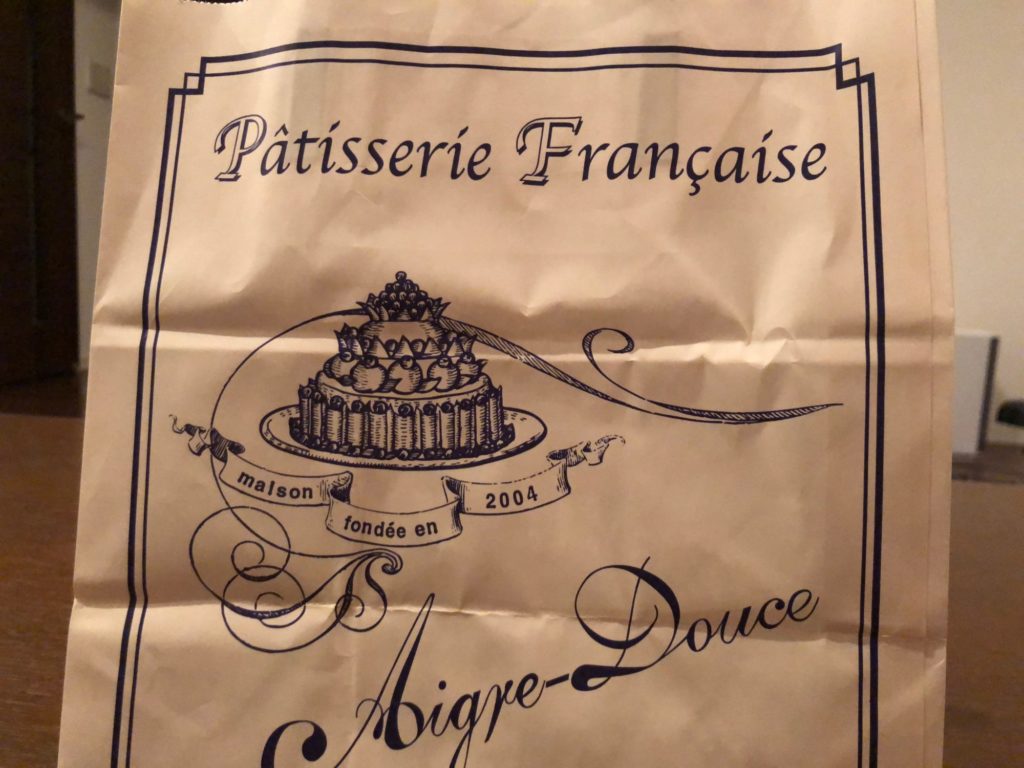 Pâtisserie Française
maison
fondée en
2004
Aigre-Douce